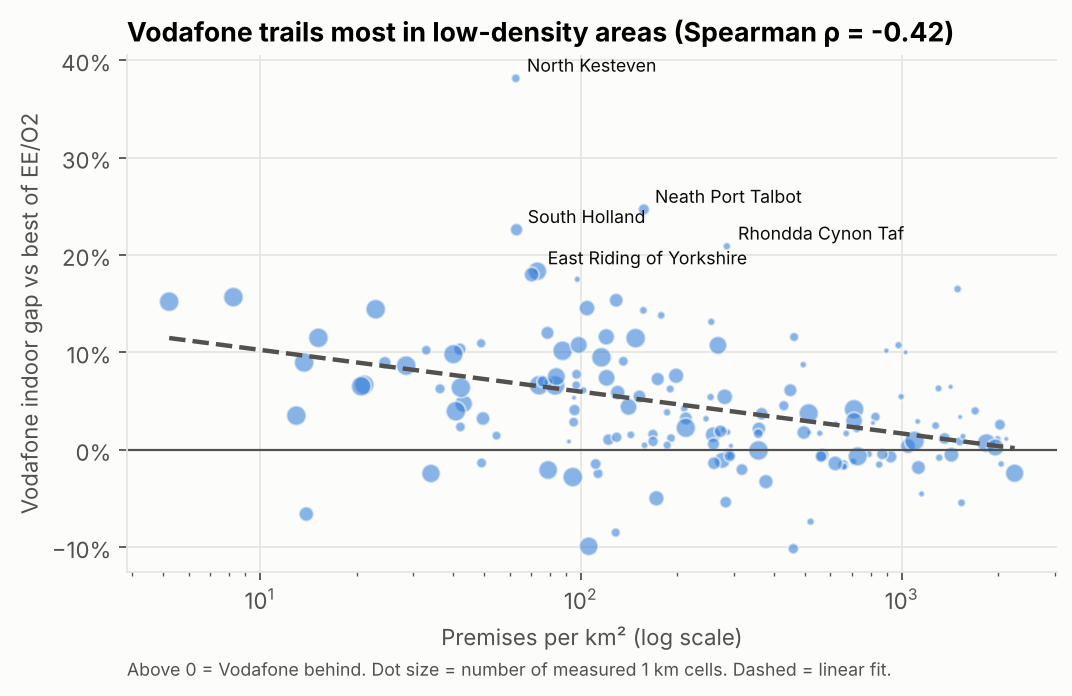 Vodafone trails most in low-density areas (Spearman ρ = -0.42)
Vodafone indoor gap vs best of EE/O2
40%
30%
20%
10%
0%
−10%
North Kesteven
Neath Port Talbot
South Holland
Rhondda Cynon Taf
East Riding of Yorkshire
10¹
10²
10³
Premises per km² (log scale)
Above 0 = Vodafone behind. Dot size = number of measured 1 km cells. Dashed = linear fit.